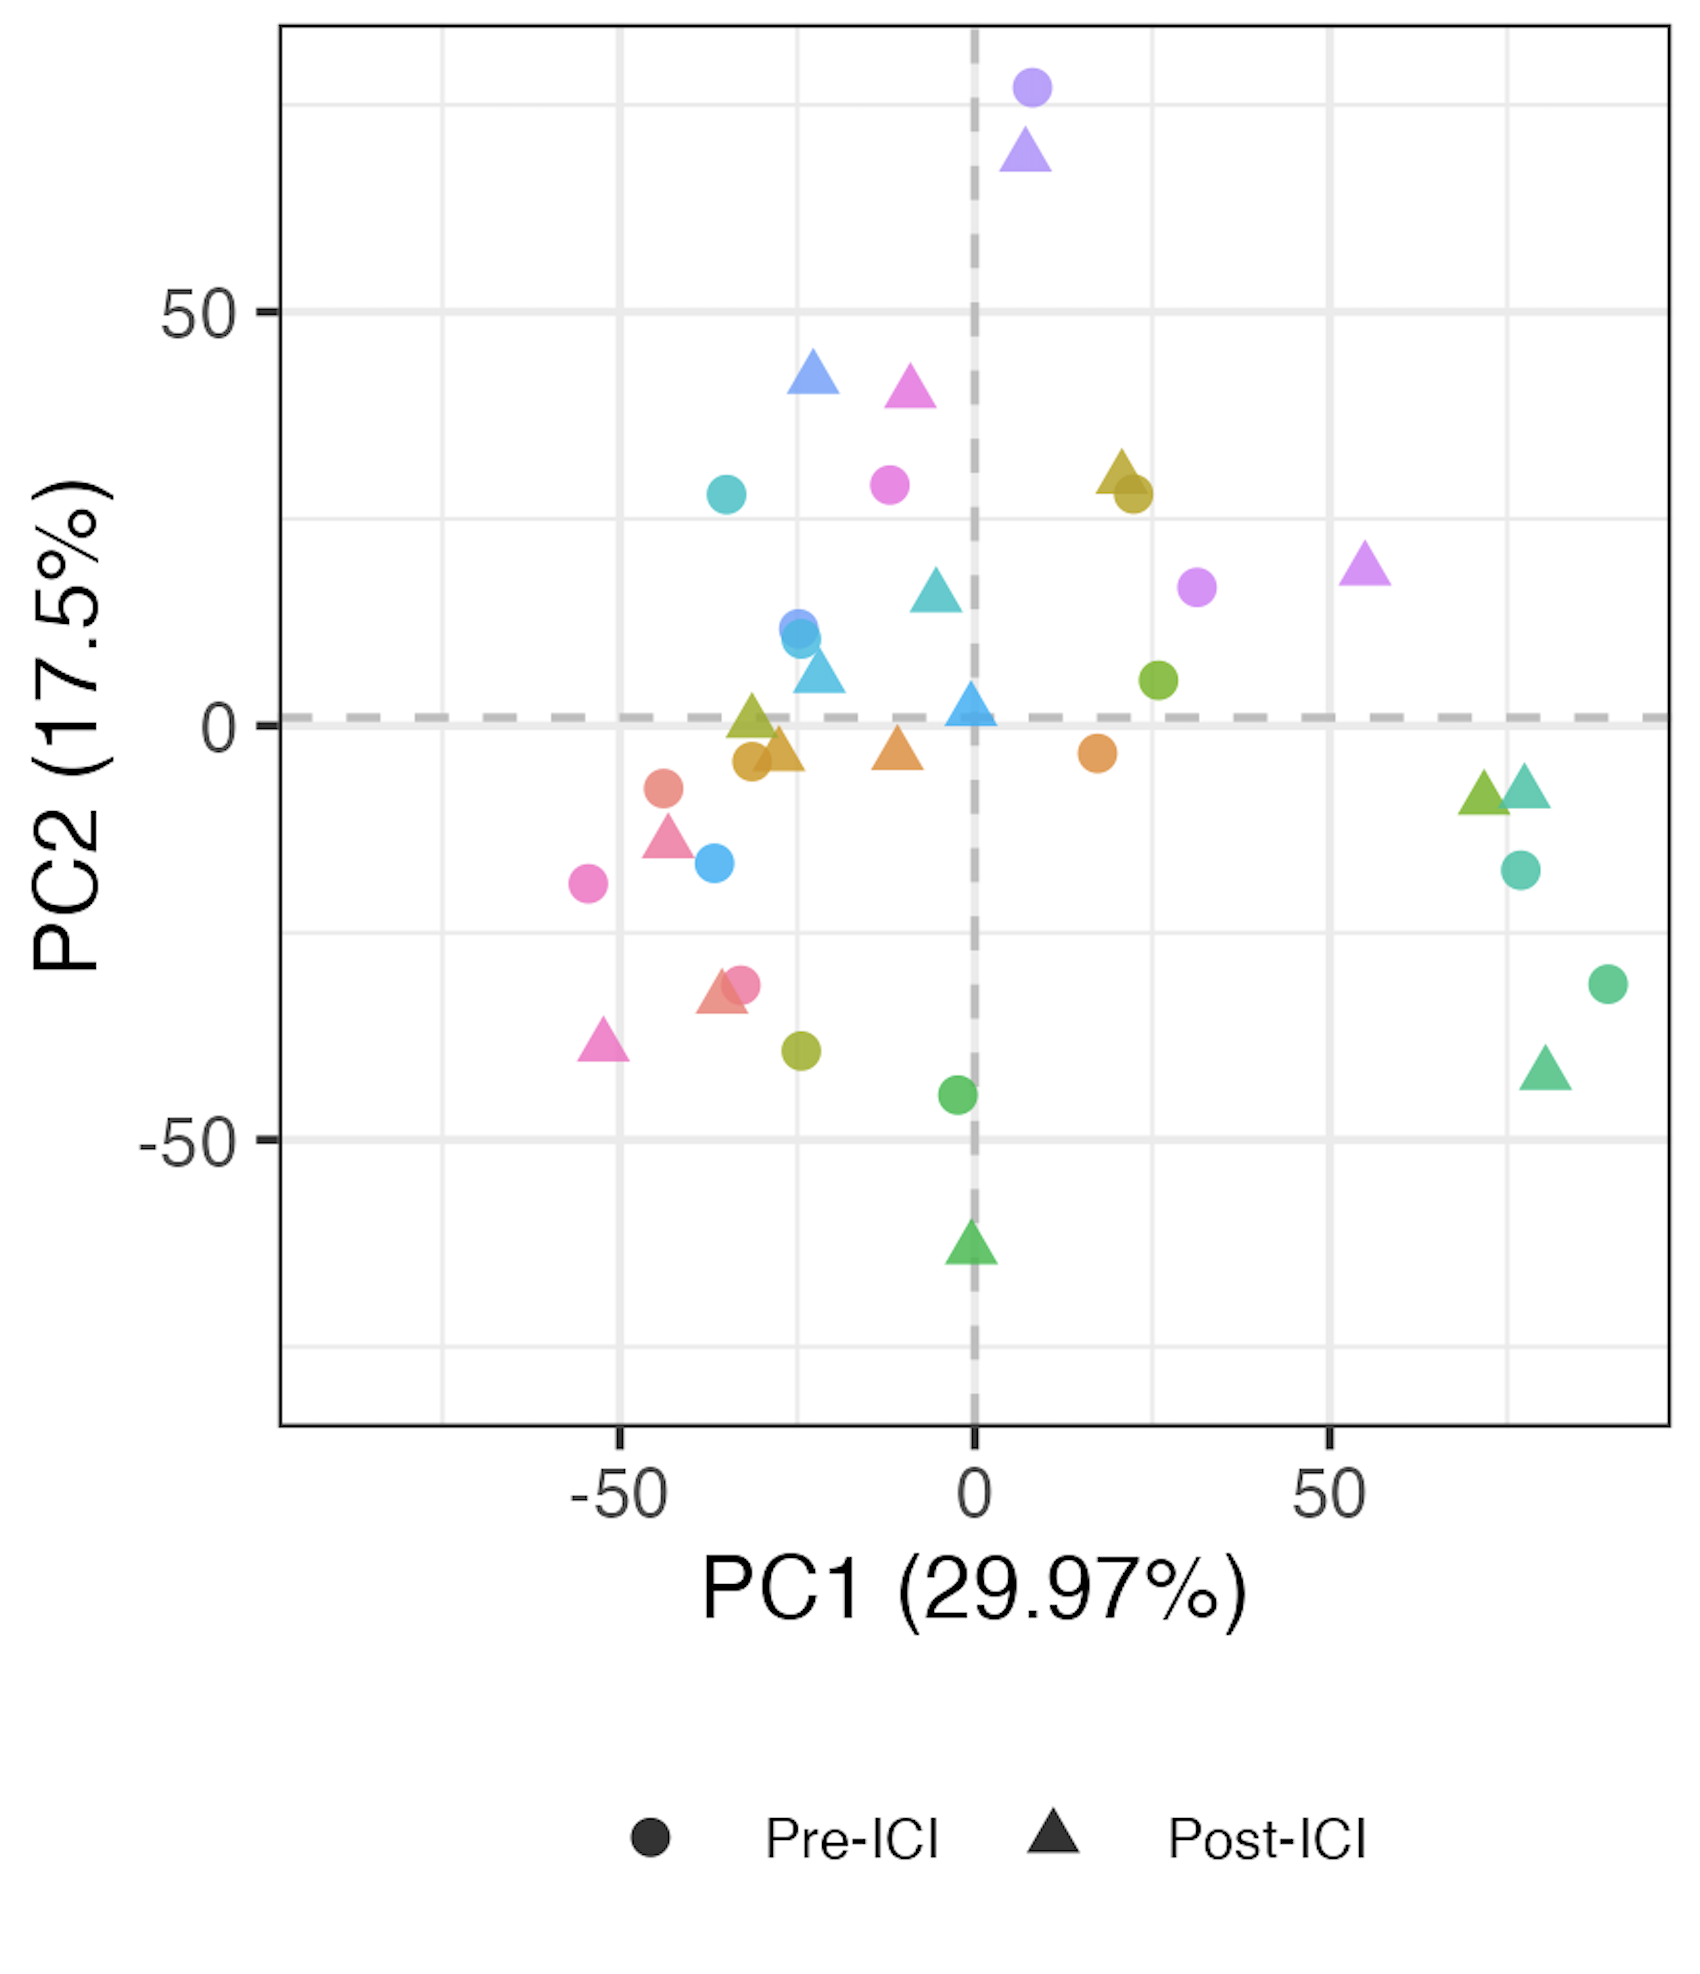 50
0
-50
PC2 (17.5%)
-50 0 50
PC1 (29.97%)
Pre-ICI Post-ICI